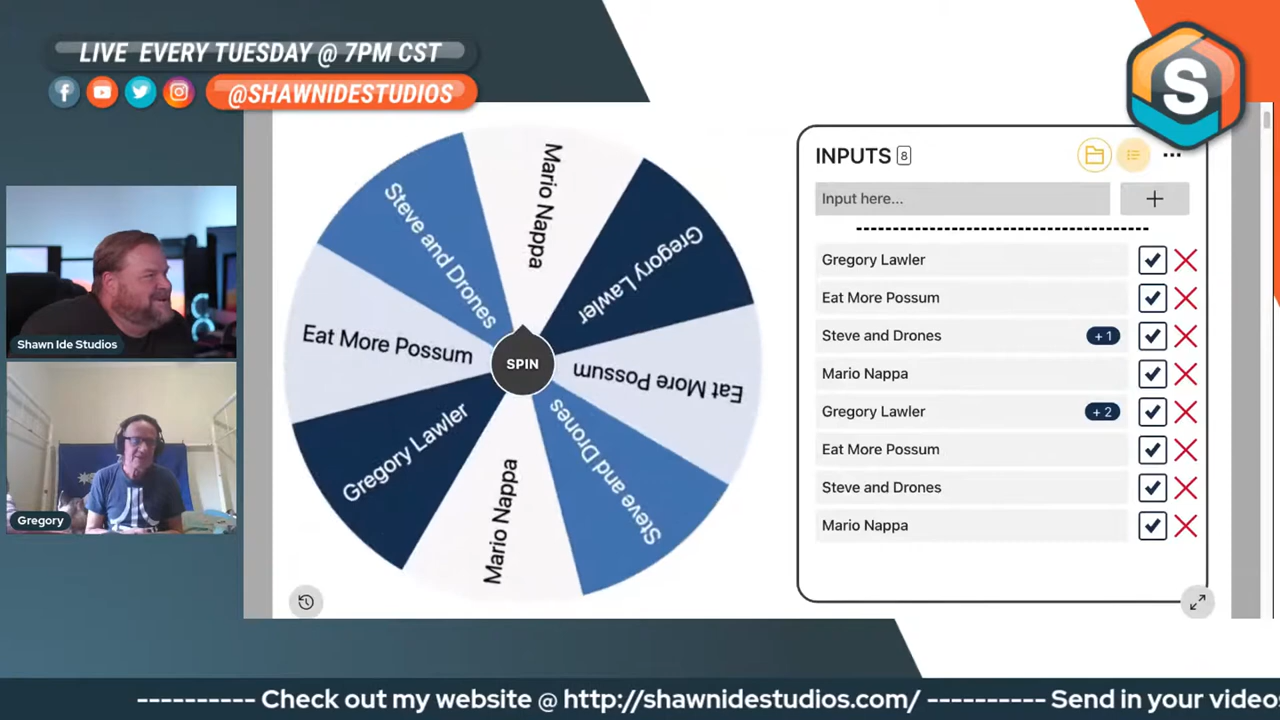 LIVE EVERY TUESDAY @ 7PM CST
@SHAWNIDESTUDIOS
S
Shawn Ide Studios
Gregory
Mario Nappa
Gregory Lawler
Eat More Possum
Steve and Drones
Mario Nappa
Gregory Lawler
Eat More Possum
Steve and Drones
SPIN
INPUTS 8
Input here...
Gregory Lawler
Eat More Possum
Steve and Drones +1
Mario Nappa
Gregory Lawler +2
Eat More Possum
Steve and Drones
Mario Nappa
---------- Check out my website @ http://shawnidestudios.com/ ---------- Send in your videos